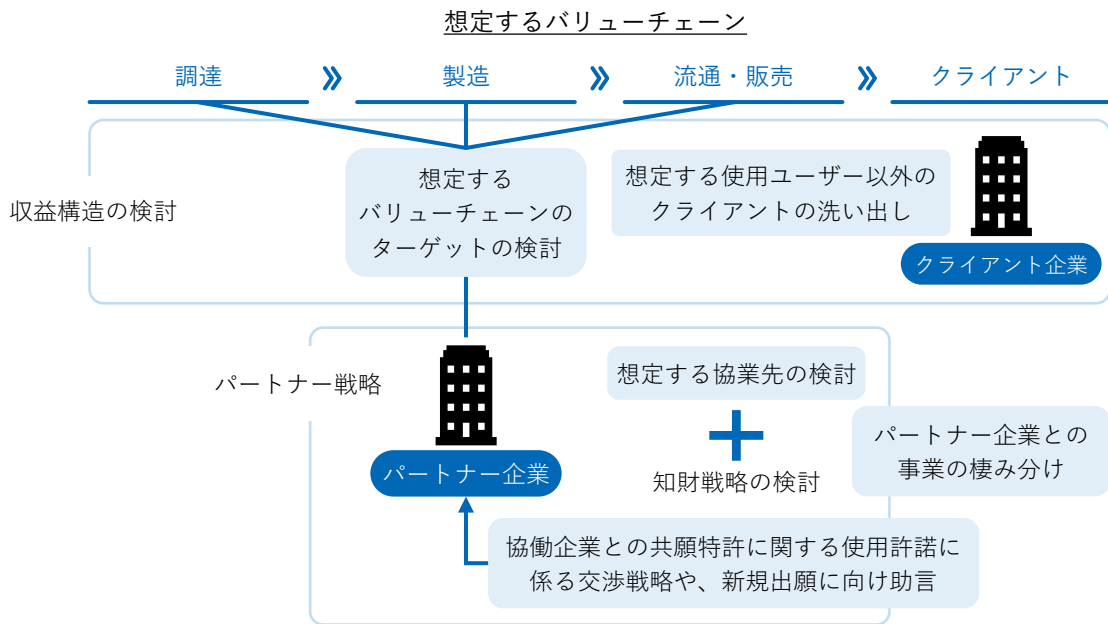 想定するバリューチェーン
調達
製造
流通・販売
クライアント
収益構造の検討
想定する
バリューチェーンの
ターゲットの検討
想定する使用ユーザー以外の
クライアントの洗い出し
クライアント企業
パートナー戦略
パートナー企業
想定する協業先の検討
知財戦略の検討
パートナー企業との
事業の棲み分け
協働企業との共願特許に関する使用許諾に
係る交渉戦略や、新規出願に向け助言